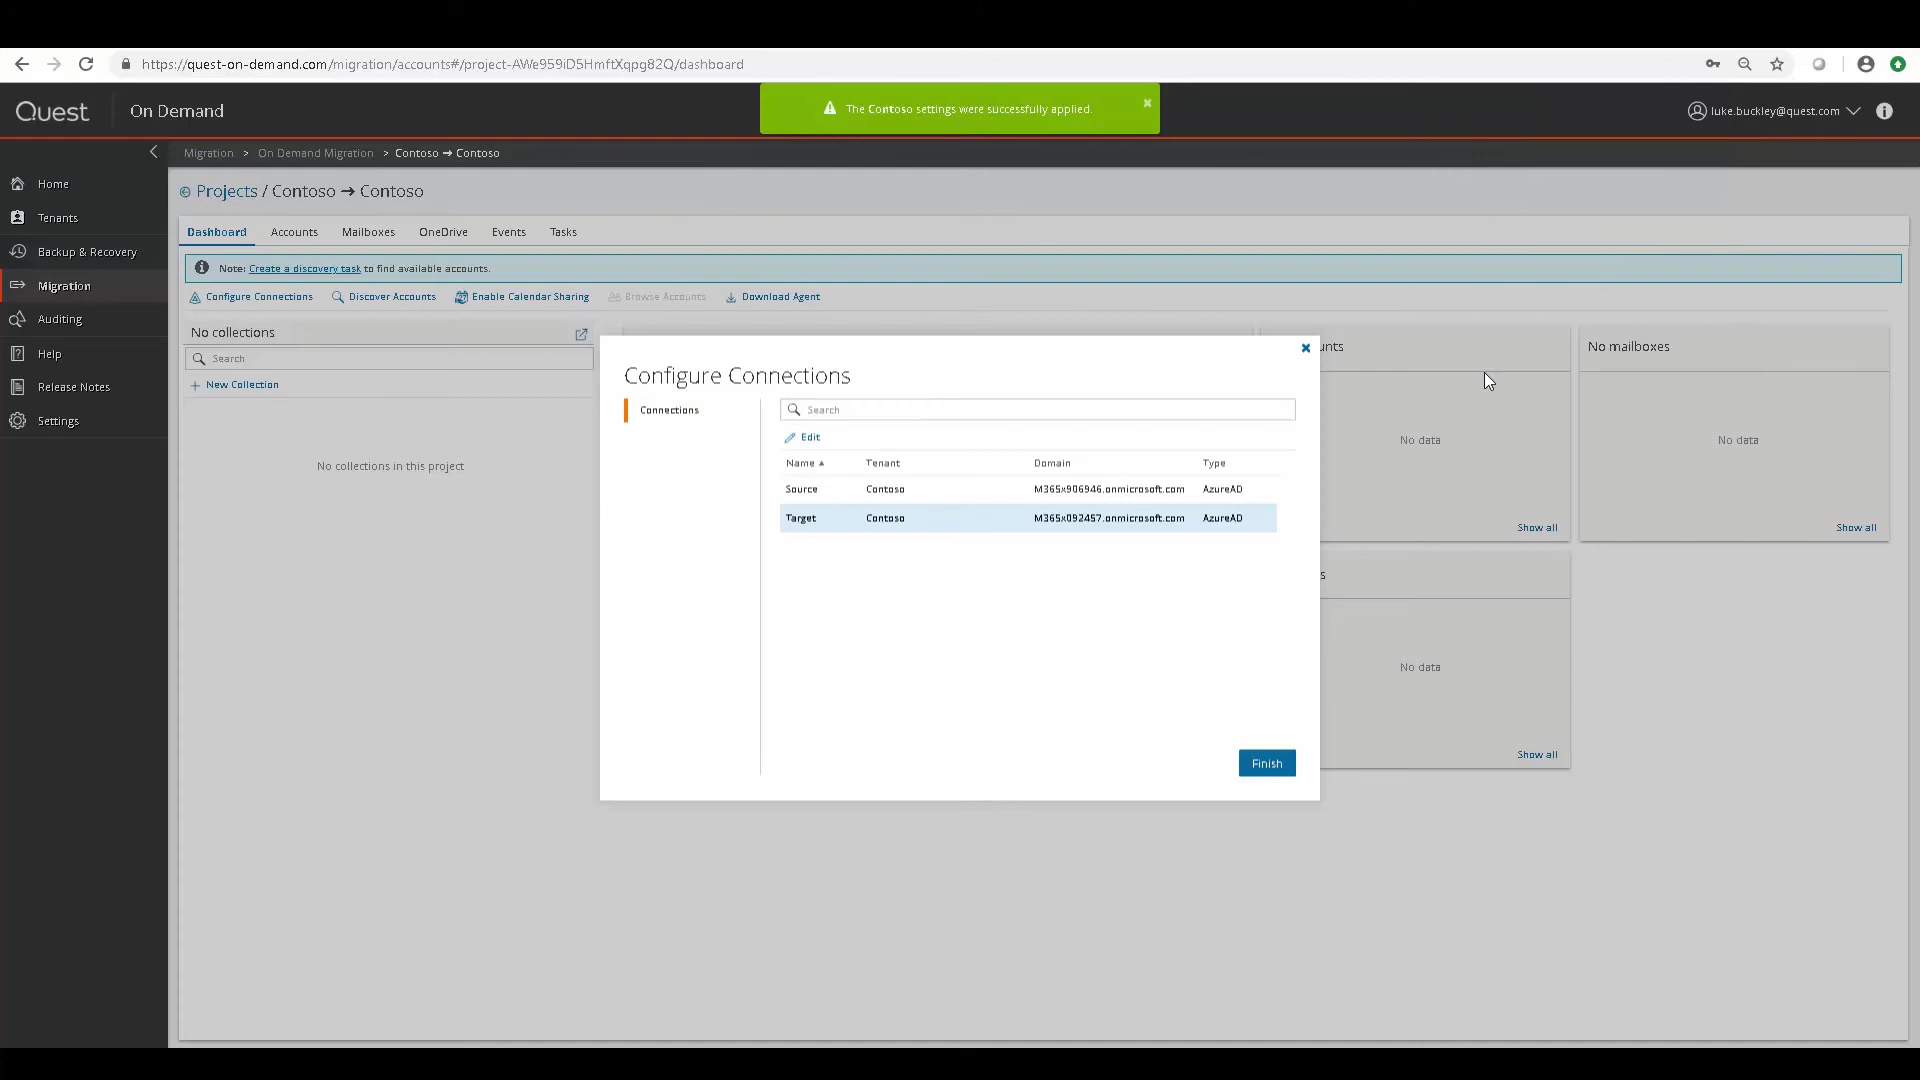 https://quest-on-demand.com/migration/accounts#/project-AWe959iD5HmftXqpg82Q/dashboard
Quest
On Demand
The Contoso settings were successfully applied.
luke.buckley@quest.com
Migration > On Demand Migration > Contoso → Contoso
Home
Tenants
Backup & Recovery
Migration
Auditing
Help
Release Notes
Settings
Projects / Contoso → Contoso
Dashboard Accounts Mailboxes OneDrive Events Tasks
Note: Create a discovery task to find available accounts.
Configure Connections Discover Accounts Enable Calendar Sharing Browse Accounts Download Agent
No collections
Search
New Collection
No collections in this project
Configure Connections
Connections
Search
Edit
Name Tenant Domain Type
Source Contoso M365x906946.onmicrosoft.com AzureAD
Target Contoso M365x092457.onmicrosoft.com AzureAD
Finish
unts
No data
Show all
No mailboxes
No data
Show all
s
No data
Show all